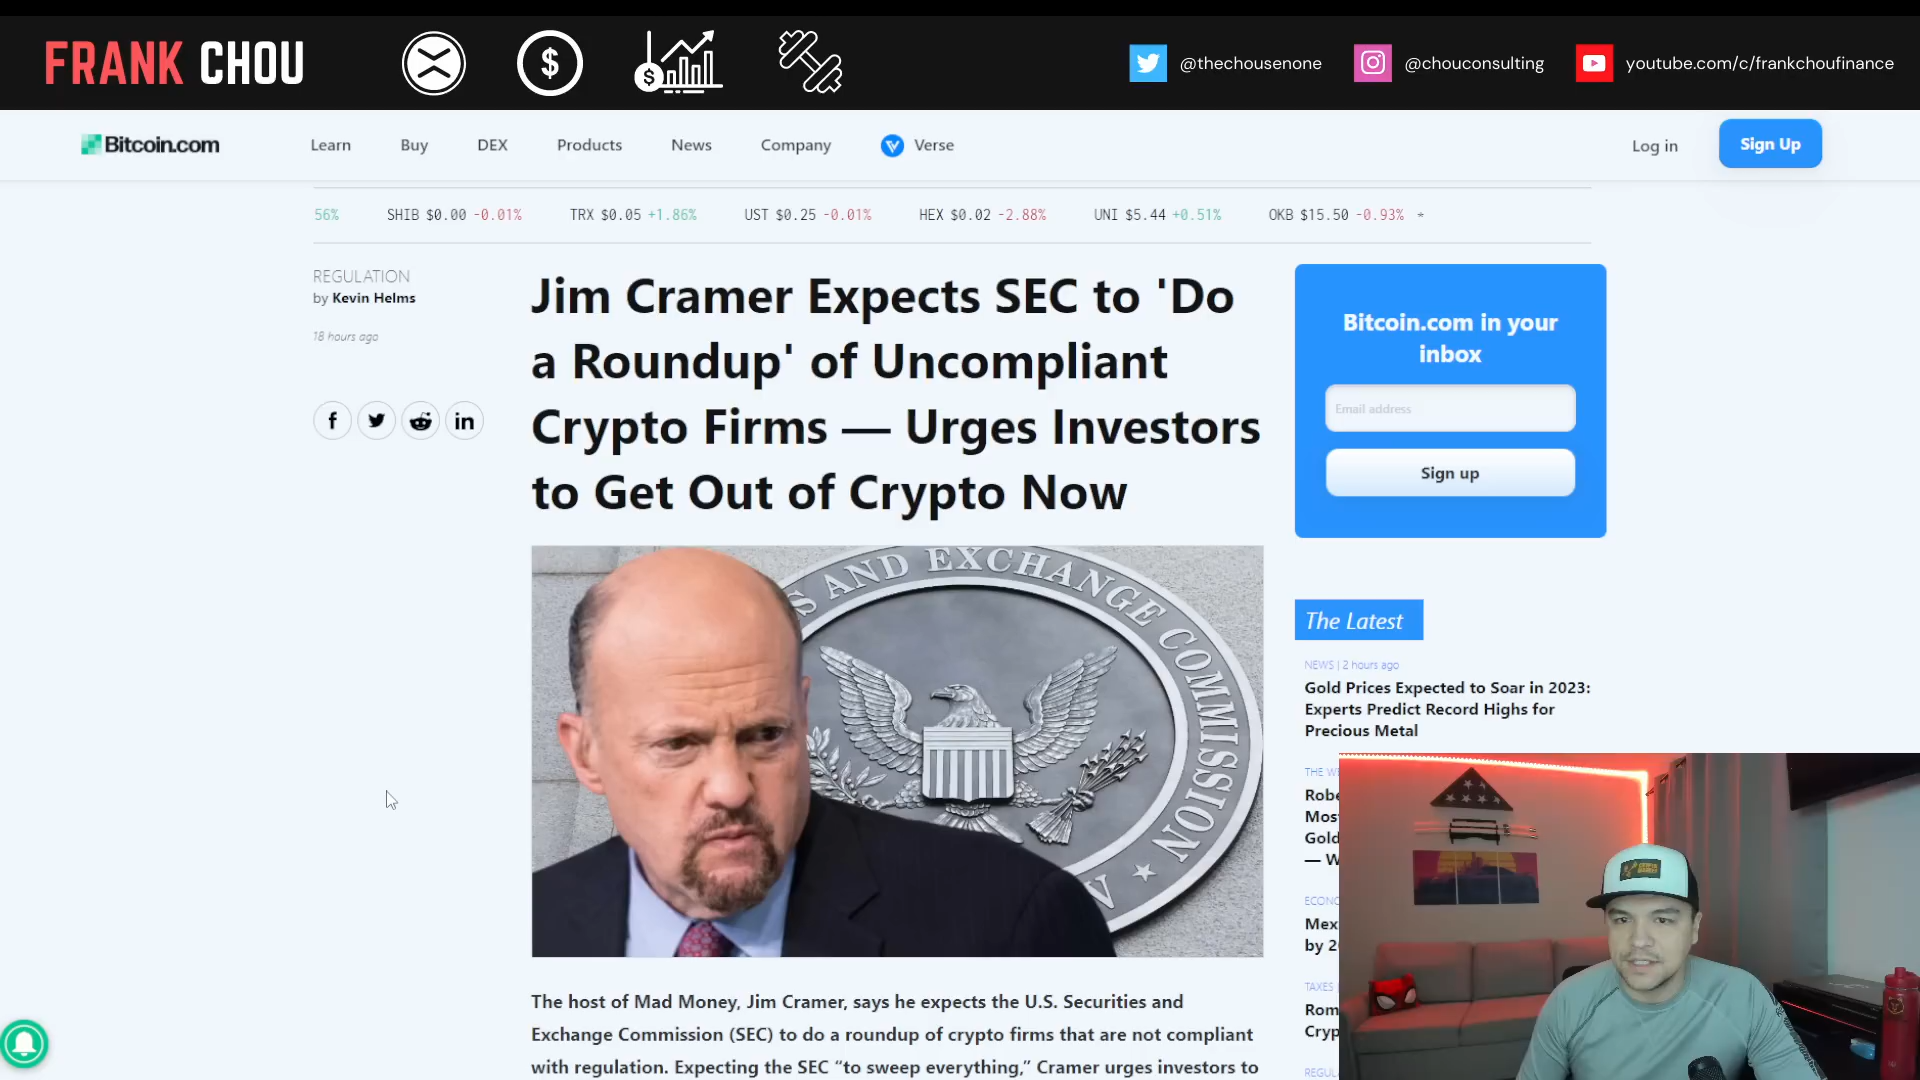 FRANK CHOU
@thechousenone
@chouconsulting
youtube.com/c/frankchoufinance
Bitcoin.com
Learn
Buy
DEX
Products
News
Company
Verse
Log in
Sign Up
56%
SHIB $0.00 -0.01%
TRX $0.05 +1.86%
UST $0.25 -0.01%
HEX $0.02 -2.88%
UNI $5.44 +0.51%
OKB $15.50 -0.93% *
REGULATION
by Kevin Helms
18 hours ago
Jim Cramer Expects SEC to 'Do
a Roundup' of Uncompliant
Crypto Firms — Urges Investors
to Get Out of Crypto Now
AND EXCHANGE COMMISSION
The host of Mad Money, Jim Cramer, says he expects the U.S. Securities and
Exchange Commission (SEC) to do a roundup of crypto firms that are not compliant
with regulation. Expecting the SEC “to sweep everything,” Cramer urges investors to
Bitcoin.com in your
inbox
Email address
Sign up
The Latest
NEWS | 2 hours ago
Gold Prices Expected to Soar in 2023:
Experts Predict Record Highs for
Precious Metal
THE WE
Robe
Mos
Gold
— W
ECONO
Mex
by 2
TAXES |
Rom
Cryp
REGUL